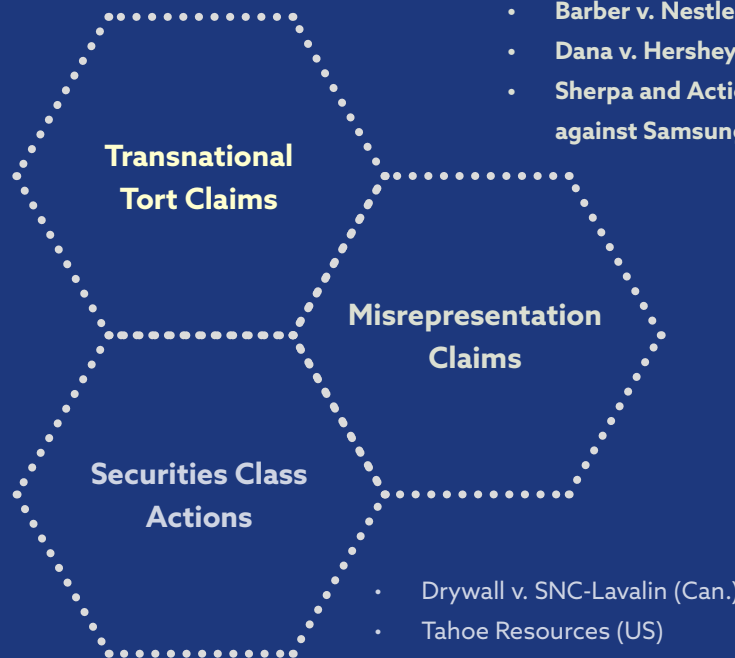 • Barber v. Nestle
• Dana v. Hershey
• Sherpa and
against
Transnational
Tort Claims
Misrepresentation
Claims
Securities Class
Actions
• Drywall v. SNC-Lavalin (Can.)
• Tahoe Resources (US)